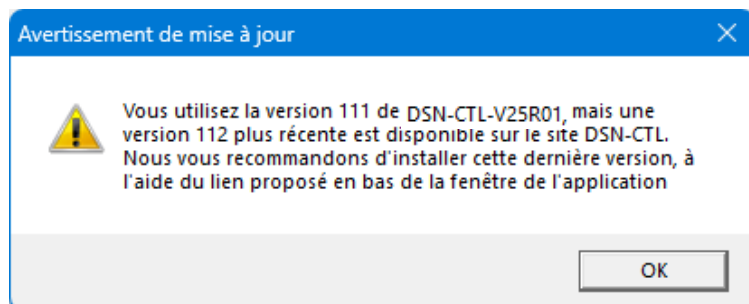 Avertissement de mise à jour
Vous utilisez la version 111 de DSN-CTL-V25R01, mais une
version 112 plus récente est disponible sur le site DSN-CTL.
Nous vous recommandons d'installer cette dernière version, à
l'aide du lien proposé en bas de la fenêtre de l'application
OK